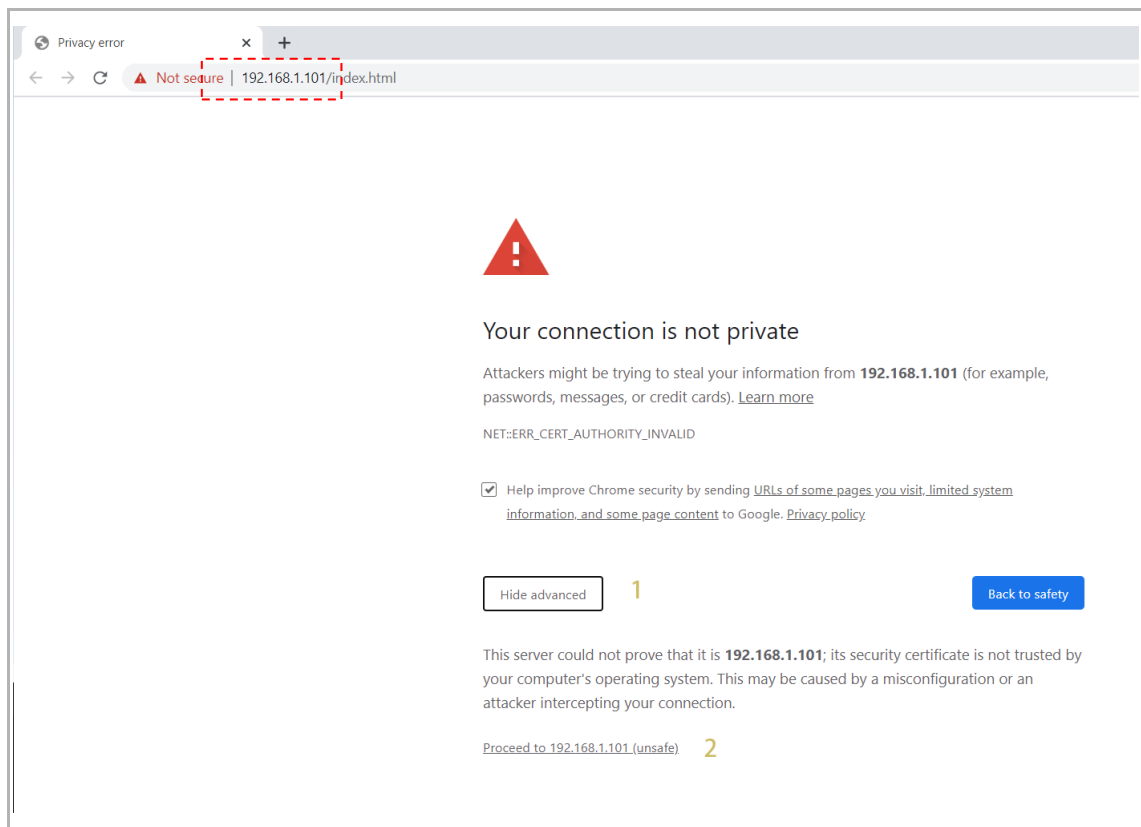 Privacy error
Not secure | 192.168.1.101/index.html
Your connection is not private
Attackers might be trying to steal your information from 192.168.1.101 (for example,
passwords, messages, or credit cards). Learn more
NET::ERR_CERT_AUTHORITY_INVALID
Help improve Chrome security by sending URLs of some pages you visit, limited system
information, and some page content to Google. Privacy policy
Hide advanced 1 Back to safety
This server could not prove that it is 192.168.1.101; its security certificate is not trusted by
your computer's operating system. This may be caused by a misconfiguration or an
attacker intercepting your connection.
Proceed to 192.168.1.101 (unsafe) 2